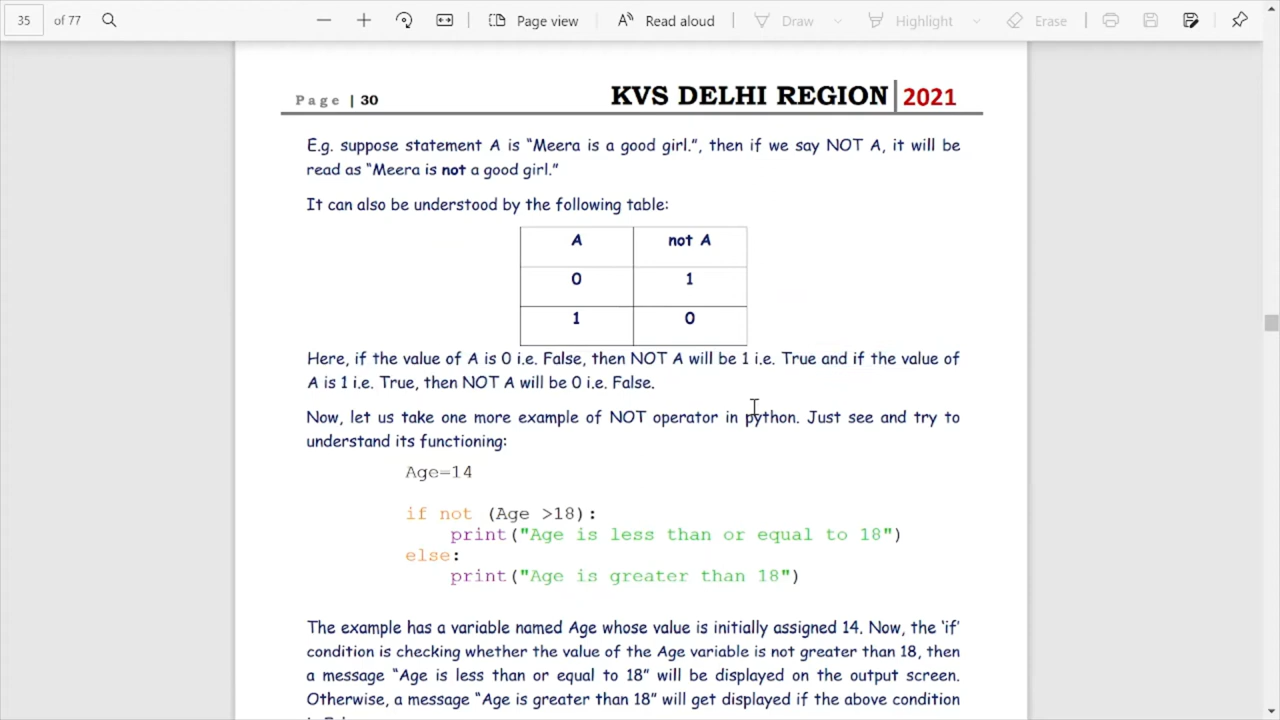 35 of 77 Page view Read aloud Draw Highlight Erase
Page | 30 KVS DELHI REGION 2021
E.g. suppose statement A is “Meera is a good girl.”, then if we say NOT A, it will be
read as “Meera is not a good girl.”
It can also be understood by the following table:
A not A
0 1
1 0
Here, if the value of A is 0 i.e. False, then NOT A will be 1 i.e. True and if the value of
A is 1 i.e. True, then NOT A will be 0 i.e. False.
Now, let us take one more example of NOT operator in python. Just see and try to
understand its functioning:
Age=14
if not (Age >18):
    print("Age is less than or equal to 18")
else:
    print("Age is greater than 18")
The example has a variable named Age whose value is initially assigned 14. Now, the ‘if’
condition is checking whether the value of the Age variable is not greater than 18, then
a message “Age is less than or equal to 18” will be displayed on the output screen.
Otherwise, a message “Age is greater than 18” will get displayed if the above condition